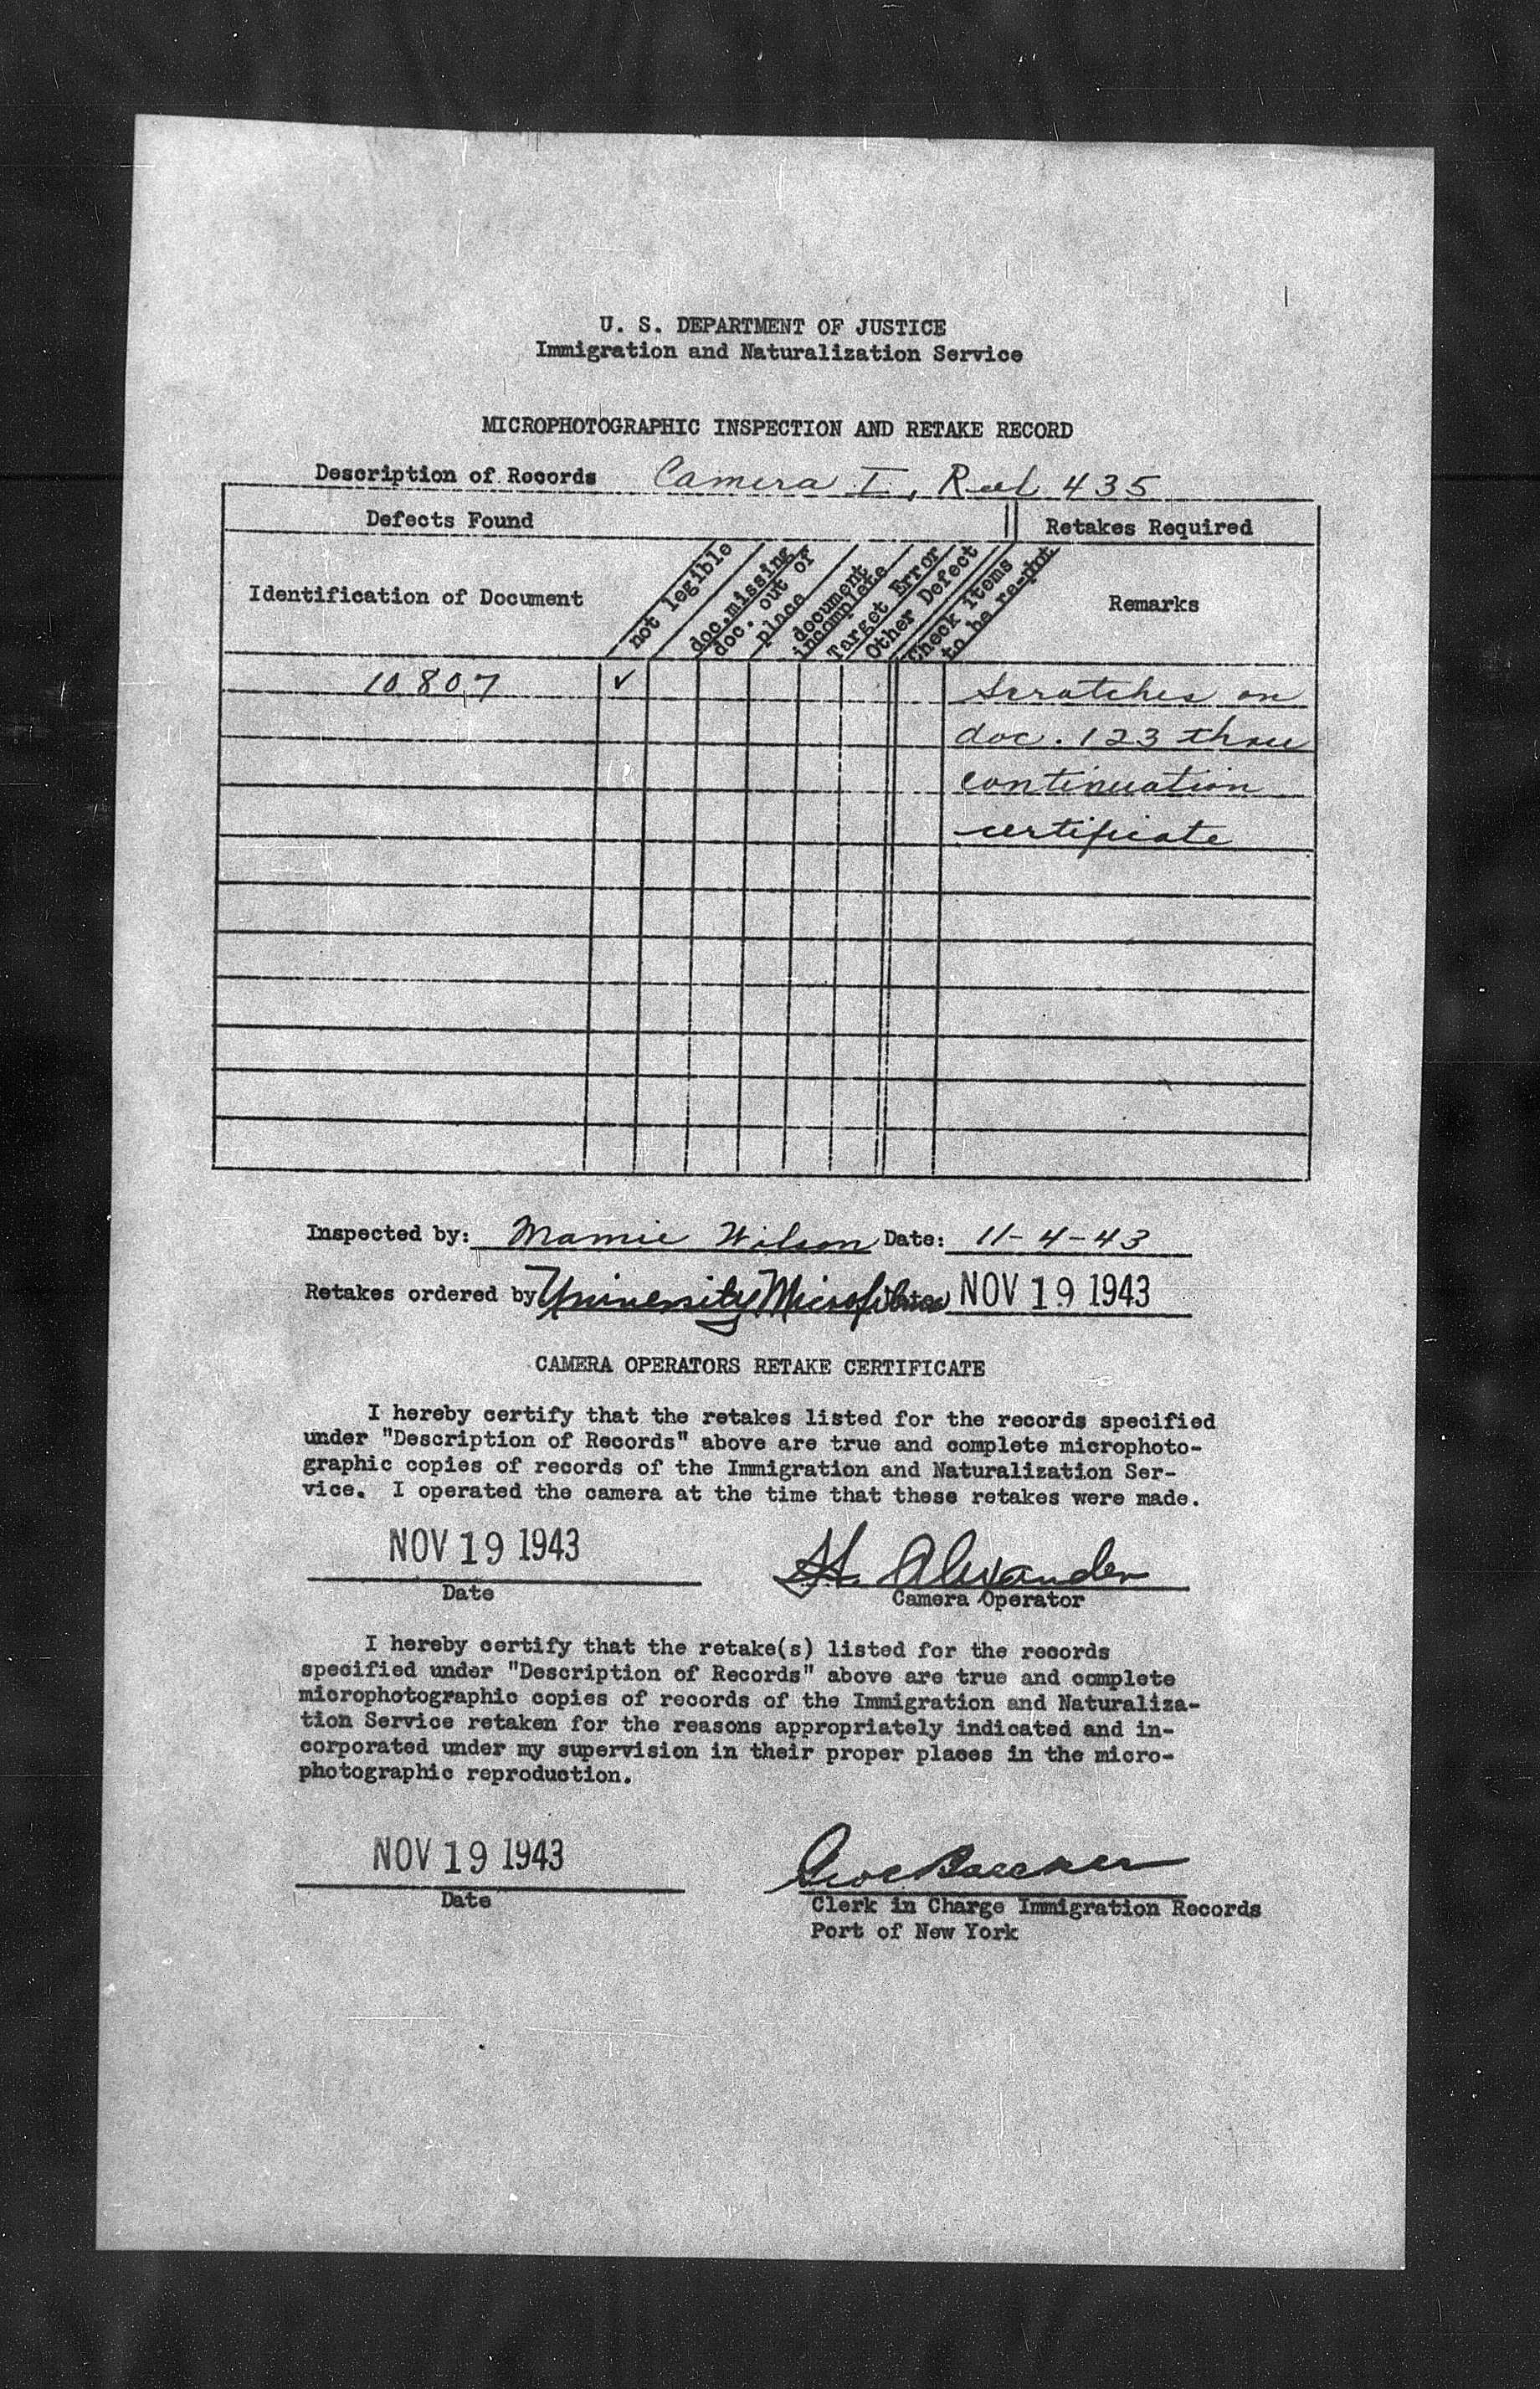 U. S. DEPARTMENT OF JUSTICE
Immigration and Naturalization Service
MICROPHOTOGRAPHIC INSPECTION AND RETAKE RECORD
Description of Records Camera I, Reel 435
Defects Found
Retakes Required
Identification of Document
not legible
doc. missing
doc. out of
place
document
incomplete
Target Error
Other Defect
Check items
to be re-phot
Remarks
10807 ✓ Scratches on
doc. 123 thru
continuation
certificate
Inspected by: Mamie Wilson Date: 11-4-43
Retakes ordered by University Microfilms NOV 19 1943
CAMERA OPERATORS RETAKE CERTIFICATE
I hereby certify that the retakes listed for the records specified
under "Description of Records" above are true and complete microphoto-
graphic copies of records of the Immigration and Naturalization Ser-
vice. I operated the camera at the time that these retakes were made.
NOV 19 1943 H. Alexander
Date Camera Operator
I hereby certify that the retake(s) listed for the records
specified under "Description of Records" above are true and complete
microphotographic copies of records of the Immigration and Naturaliza-
tion Service retaken for the reasons appropriately indicated and in-
corporated under my supervision in their proper places in the micro-
photographic reproduction.
NOV 19 1943
Date Clerk in Charge Immigration Records
Port of New York